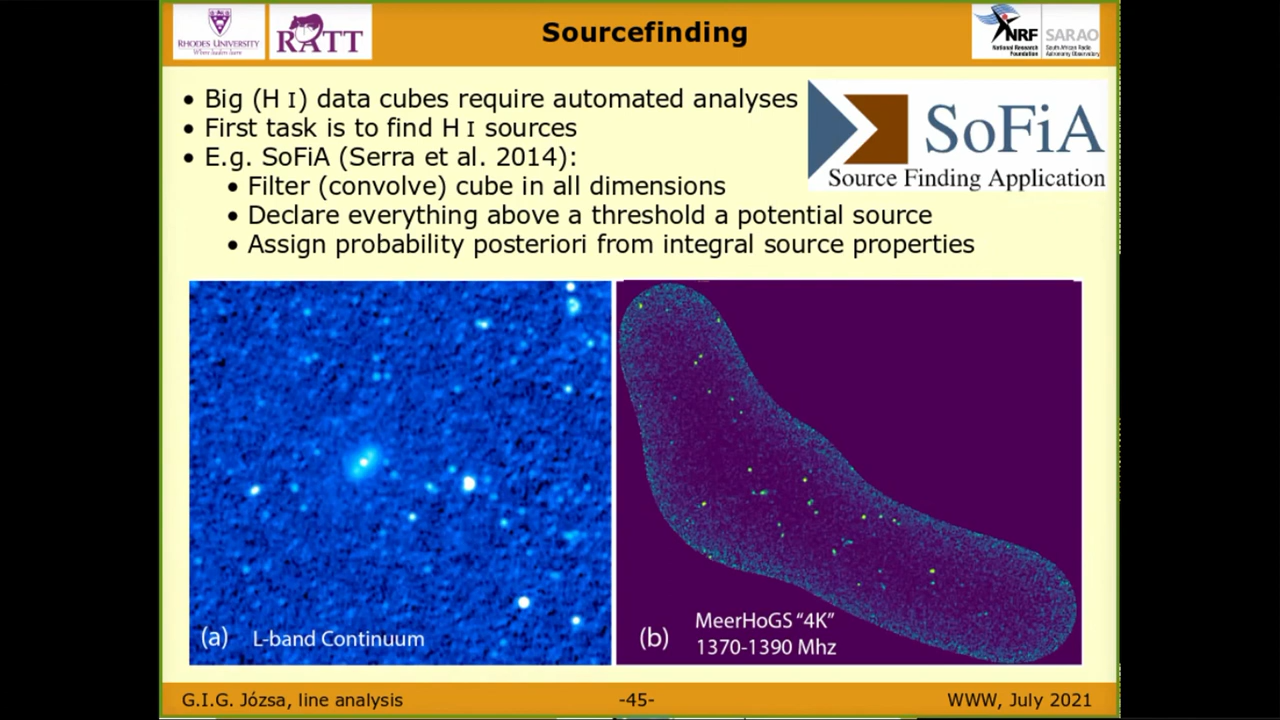 RHODES UNIVERSITY
Where leaders learn
RATT
Sourcefinding
NRF
National Research
Foundation
SARAO
South African Radio
Astronomy Observatory
• Big (H I) data cubes require automated analyses
• First task is to find H I sources
• E.g. SoFiA (Serra et al. 2014):
• Filter (convolve) cube in all dimensions
• Declare everything above a threshold a potential source
• Assign probability posteriori from integral source properties
SoFiA
Source Finding Application
(a) L-band Continuum
(b) MeerHoGS “4K”
1370-1390 Mhz
G.I.G. Józsa, line analysis
-45-
WWW, July 2021